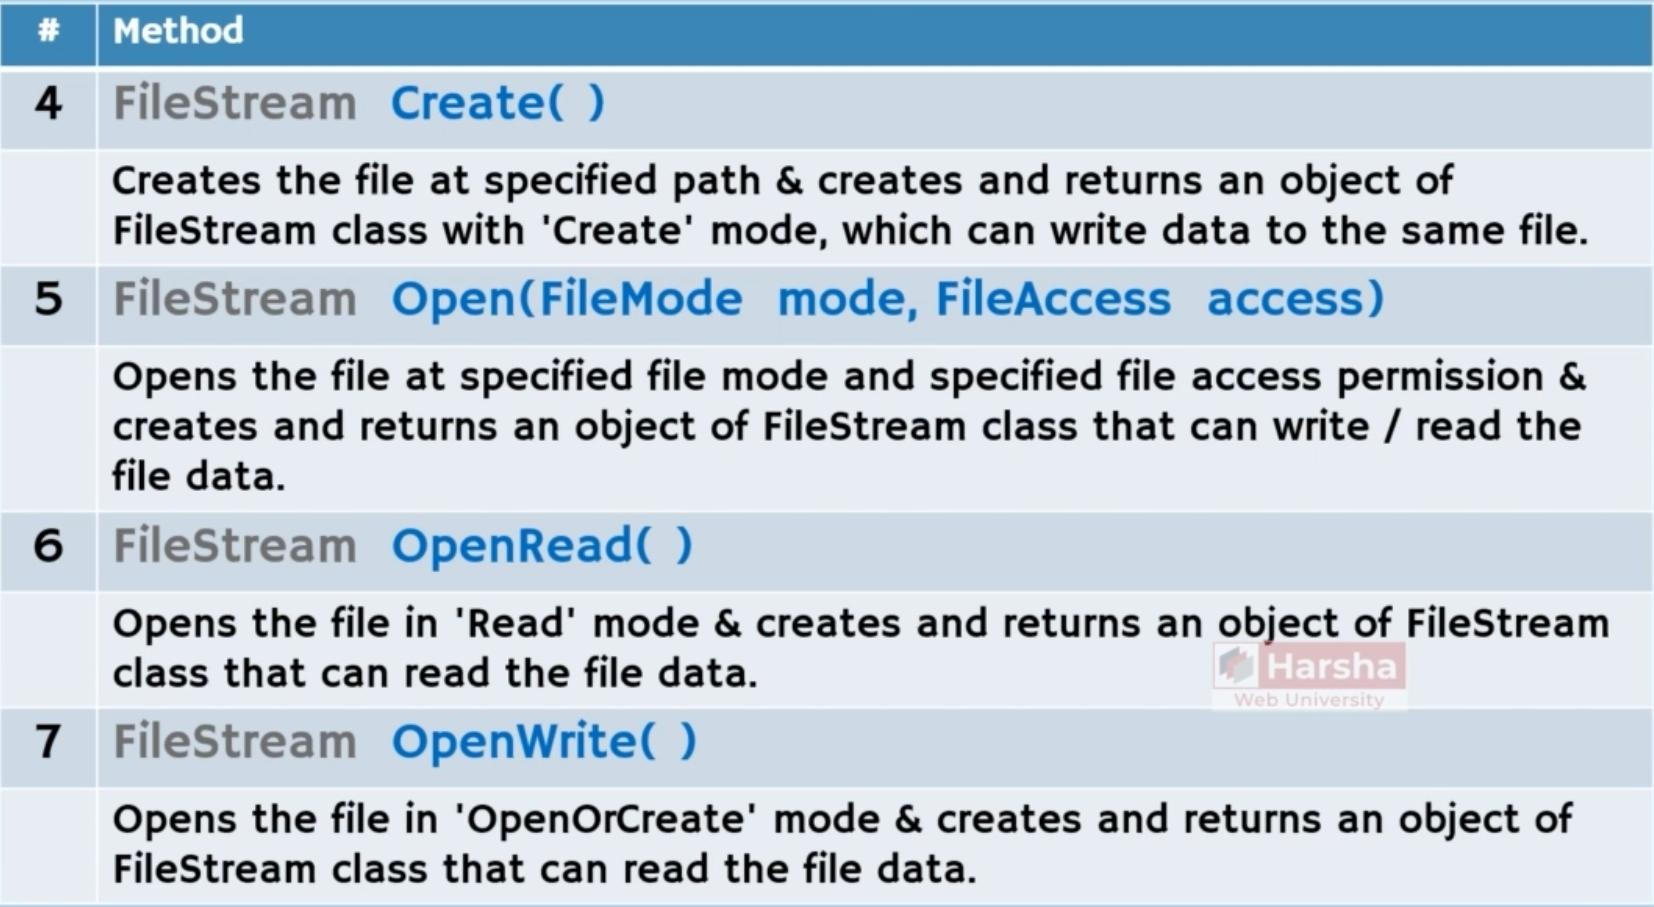 # Method
4 FileStream Create( )
Creates the file at specified path & creates and returns an object of
FileStream class with 'Create' mode, which can write data to the same file.
5 FileStream Open(FileMode mode, FileAccess access)
Opens the file at specified file mode and specified file access permission &
creates and returns an object of FileStream class that can write / read the
file data.
6 FileStream OpenRead( )
Opens the file in 'Read' mode & creates and returns an object of FileStream
class that can read the file data.
Harsha
Web University
7 FileStream OpenWrite( )
Opens the file in 'OpenOrCreate' mode & creates and returns an object of
FileStream class that can read the file data.